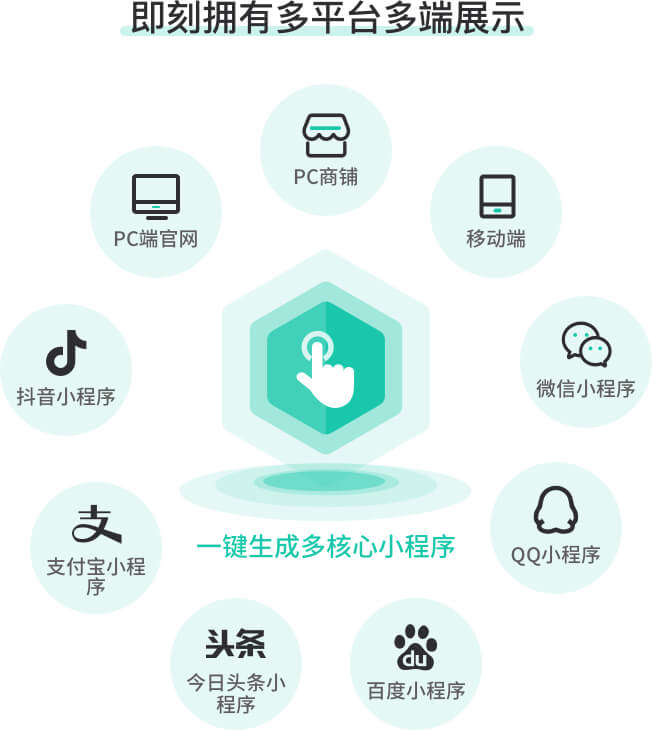 即刻拥有多平台多端展示
PC商铺
PC端官网
移动端
抖音小程序
微信小程序
一键生成多核心小程序
支
支付宝小程
序
QQ小程序
头条
今日头条小
程序
du
百度小程序